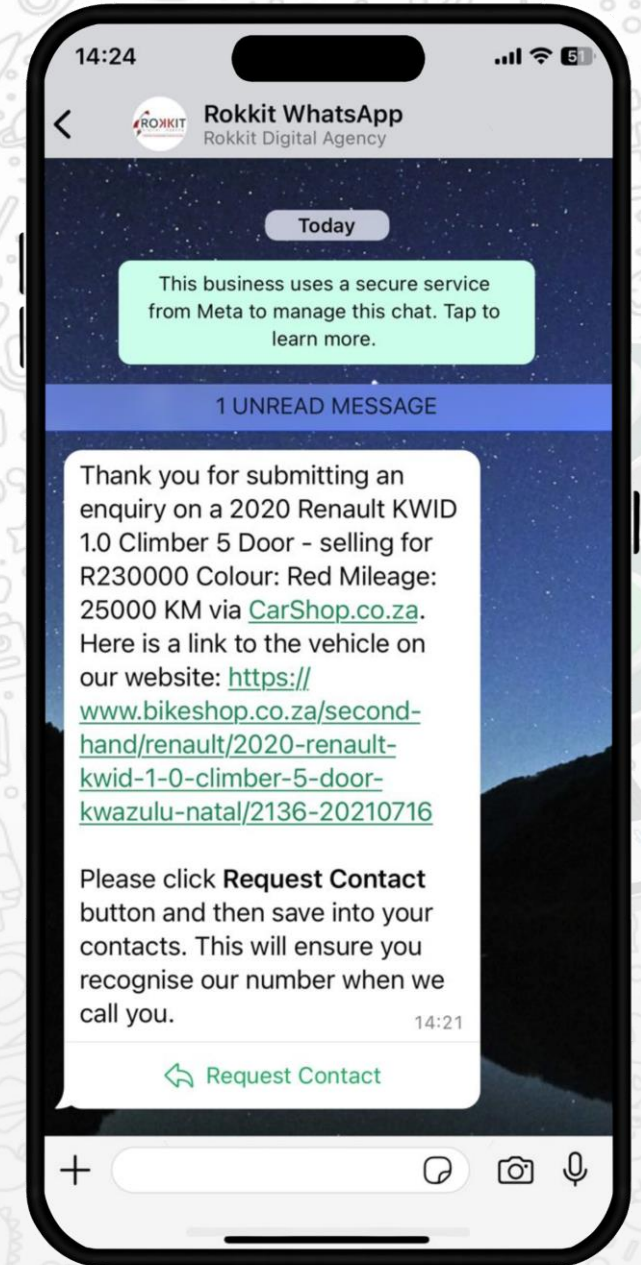 14:24
51
ROKKIT
Rokkit WhatsApp
Rokkit Digital Agency
Today
This business uses a secure service
from Meta to manage this chat. Tap to
learn more.
1 UNREAD MESSAGE
Thank you for submitting an
enquiry on a 2020 Renault KWID
1.0 Climber 5 Door - selling for
R230000 Colour: Red Mileage:
25000 KM via CarShop.co.za.
Here is a link to the vehicle on
our website: https://
www.bikeshop.co.za/second-
hand/renault/2020-renault-
kwid-1-0-climber-5-door-
kwazulu-natal/2136-20210716
Please click Request Contact
button and then save into your
contacts. This will ensure you
recognise our number when we
call you.
14:21
Request Contact